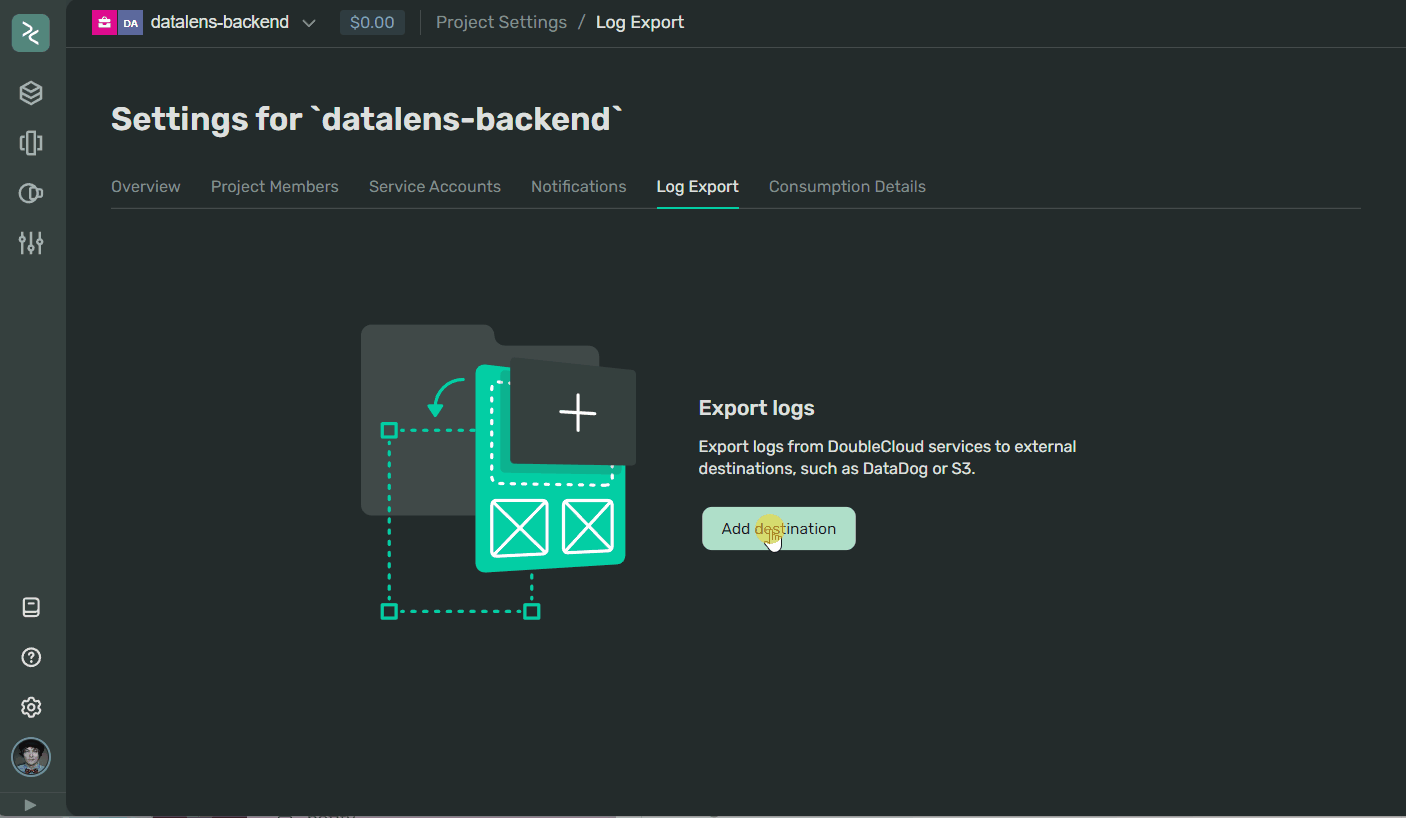 DA datalens-backend $0.00 Project Settings / Log Export
Settings for `datalens-backend`
Overview Project Members Service Accounts Notifications Log Export Consumption Details
Export logs
Export logs from DoubleCloud services to external
destinations, such as DataDog or S3.
Add destination